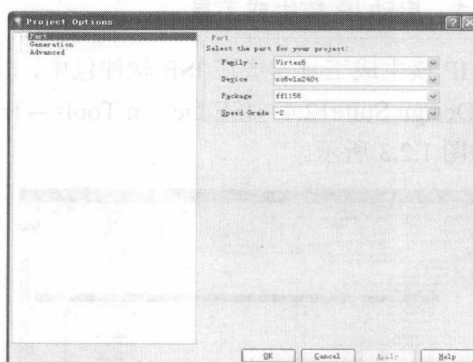 Project Options
Part
Generation
Advanced
Part
Select the part for your project:
Family
Virtex6
Device
xc6vlx240t
Package
ff1156
Speed Grade
-2
OK
Cancel
Apply
Help